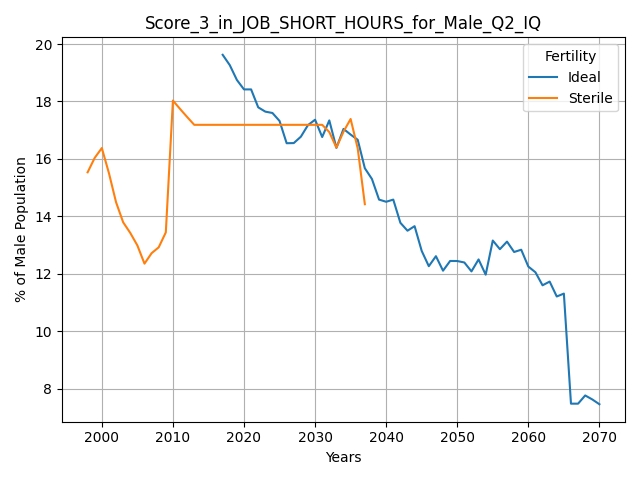 Score_3_in_JOB_SHORT_HOURS_for_Male_Q2_IQ
Fertility
Ideal
Sterile
% of Male Population
20
18
16
14
12
10
8
2000 2010 2020 2030 2040 2050 2060 2070
Years